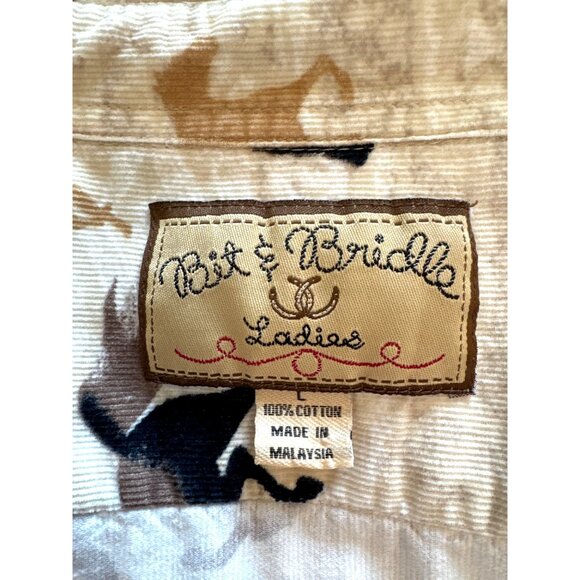 Bit & Bridle
Ladies
L
100% COTTON
MADE IN
MALAYSIA